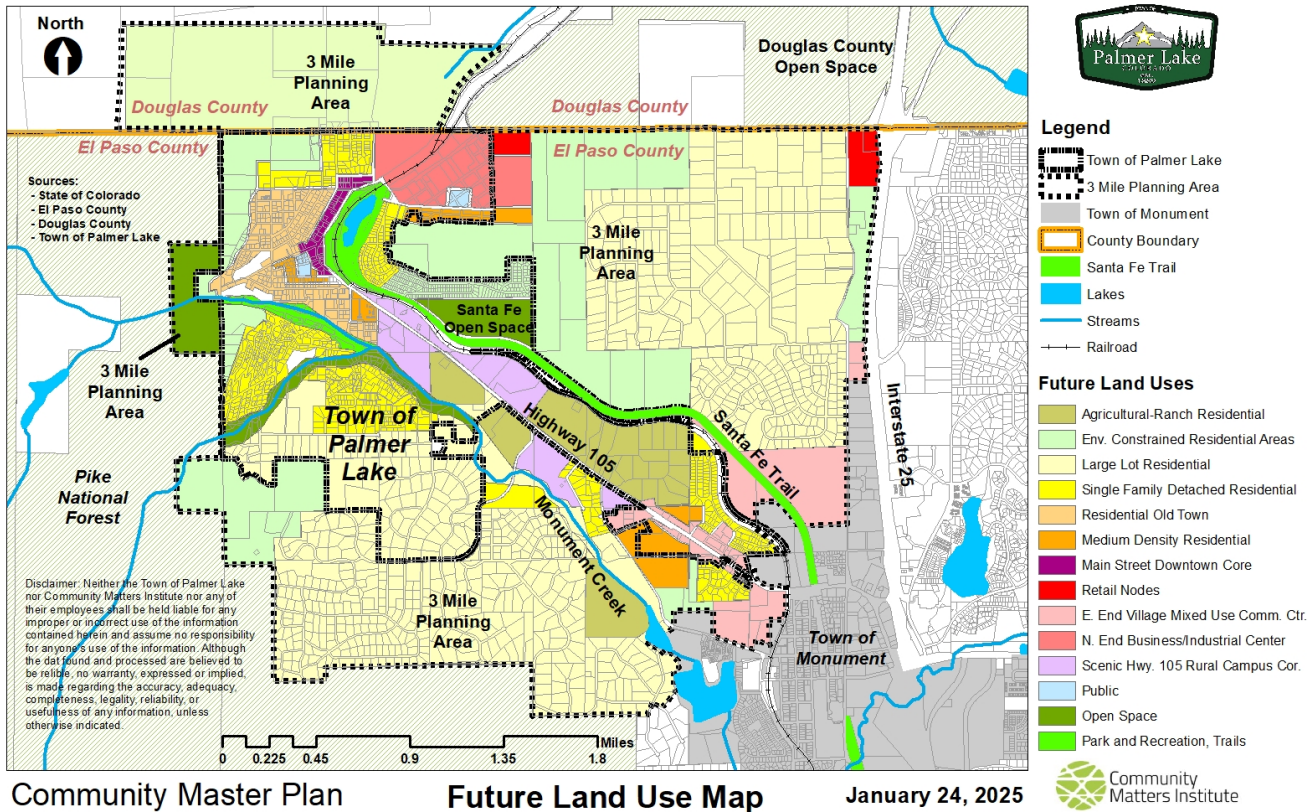 North
3 Mile
Planning
Area
Douglas County
Open Space
Douglas County
Douglas County
El Paso County
El Paso County
Sources:
- State of Colorado
- El Paso County
- Douglas County
- Town of Palmer Lake
3 Mile
Planning
Area
Santa Fe
Open Space
3 Mile
Planning
Area
Town of
Palmer
Lake
Highway 105
Santa Fe Trail
Interstate 25
Pike
National
Forest
Monument Creek
3 Mile
Planning
Area
Town of
Monument
Disclaimer: Neither the Town of Palmer Lake
nor Community Matters Institute nor any of
their employees shall be held liable for any
improper or incorrect use of the information
contained herein and assume no responsibility
for anyone's use of the information. Although
the dat found and processed are believed to
be relible, no warranty, expressed or implied,
is made regarding the accuracy, adequacy,
completeness, legality, reliability, or
usefulness of any information, unless
otherwise indicated.
Miles
0 0.225 0.45 0.9 1.35 1.8
Palmer Lake
COLORADO
Legend
Town of Palmer Lake
3 Mile Planning Area
Town of Monument
County Boundary
Santa Fe Trail
Lakes
Streams
Railroad
Future Land Uses
Agricultural-Ranch Residential
Env. Constrained Residential Areas
Large Lot Residential
Single Family Detached Residential
Residential Old Town
Medium Density Residential
Main Street Downtown Core
Retail Nodes
E. End Village Mixed Use Comm. Ctr.
N. End Business/Industrial Center
Scenic Hwy. 105 Rural Campus Cor.
Public
Open Space
Park and Recreation, Trails
Community Master Plan
Future Land Use Map
January 24, 2025
Community
Matters Institute